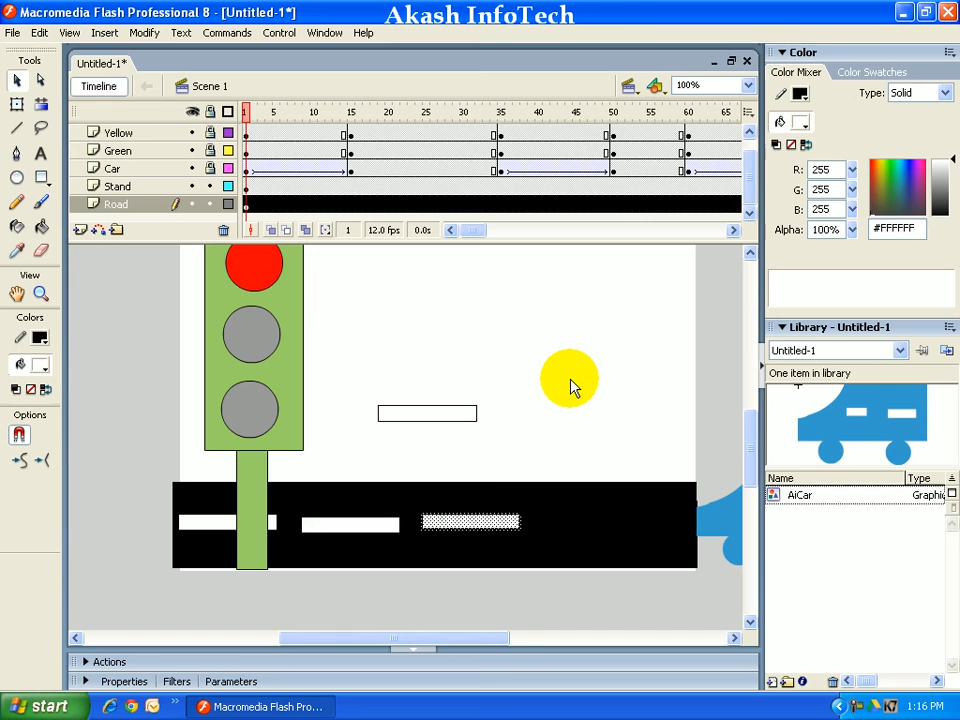 Macromedia Flash Professional 8 - [Untitled-1*]
Akash InfoTech
File Edit View Insert Modify Text Commands Control Window Help
Tools
View
Colors
Options
Untitled-1*
Timeline
Scene 1
100%
1 5 10 15 20 25 30 35 40 45 50 55 60 65
Yellow
Green
Car
Stand
Road
1 12.0 fps 0.0s
Color
Color Mixer Color Swatches
Type: Solid
R: 255
G: 255
B: 255
Alpha: 100% #FFFFFF
Library - Untitled-1
Untitled-1
One item in library
Name Type
AiCar Graphic
Actions
Properties Filters Parameters
start
Macromedia Flash Pro...
1:16 PM